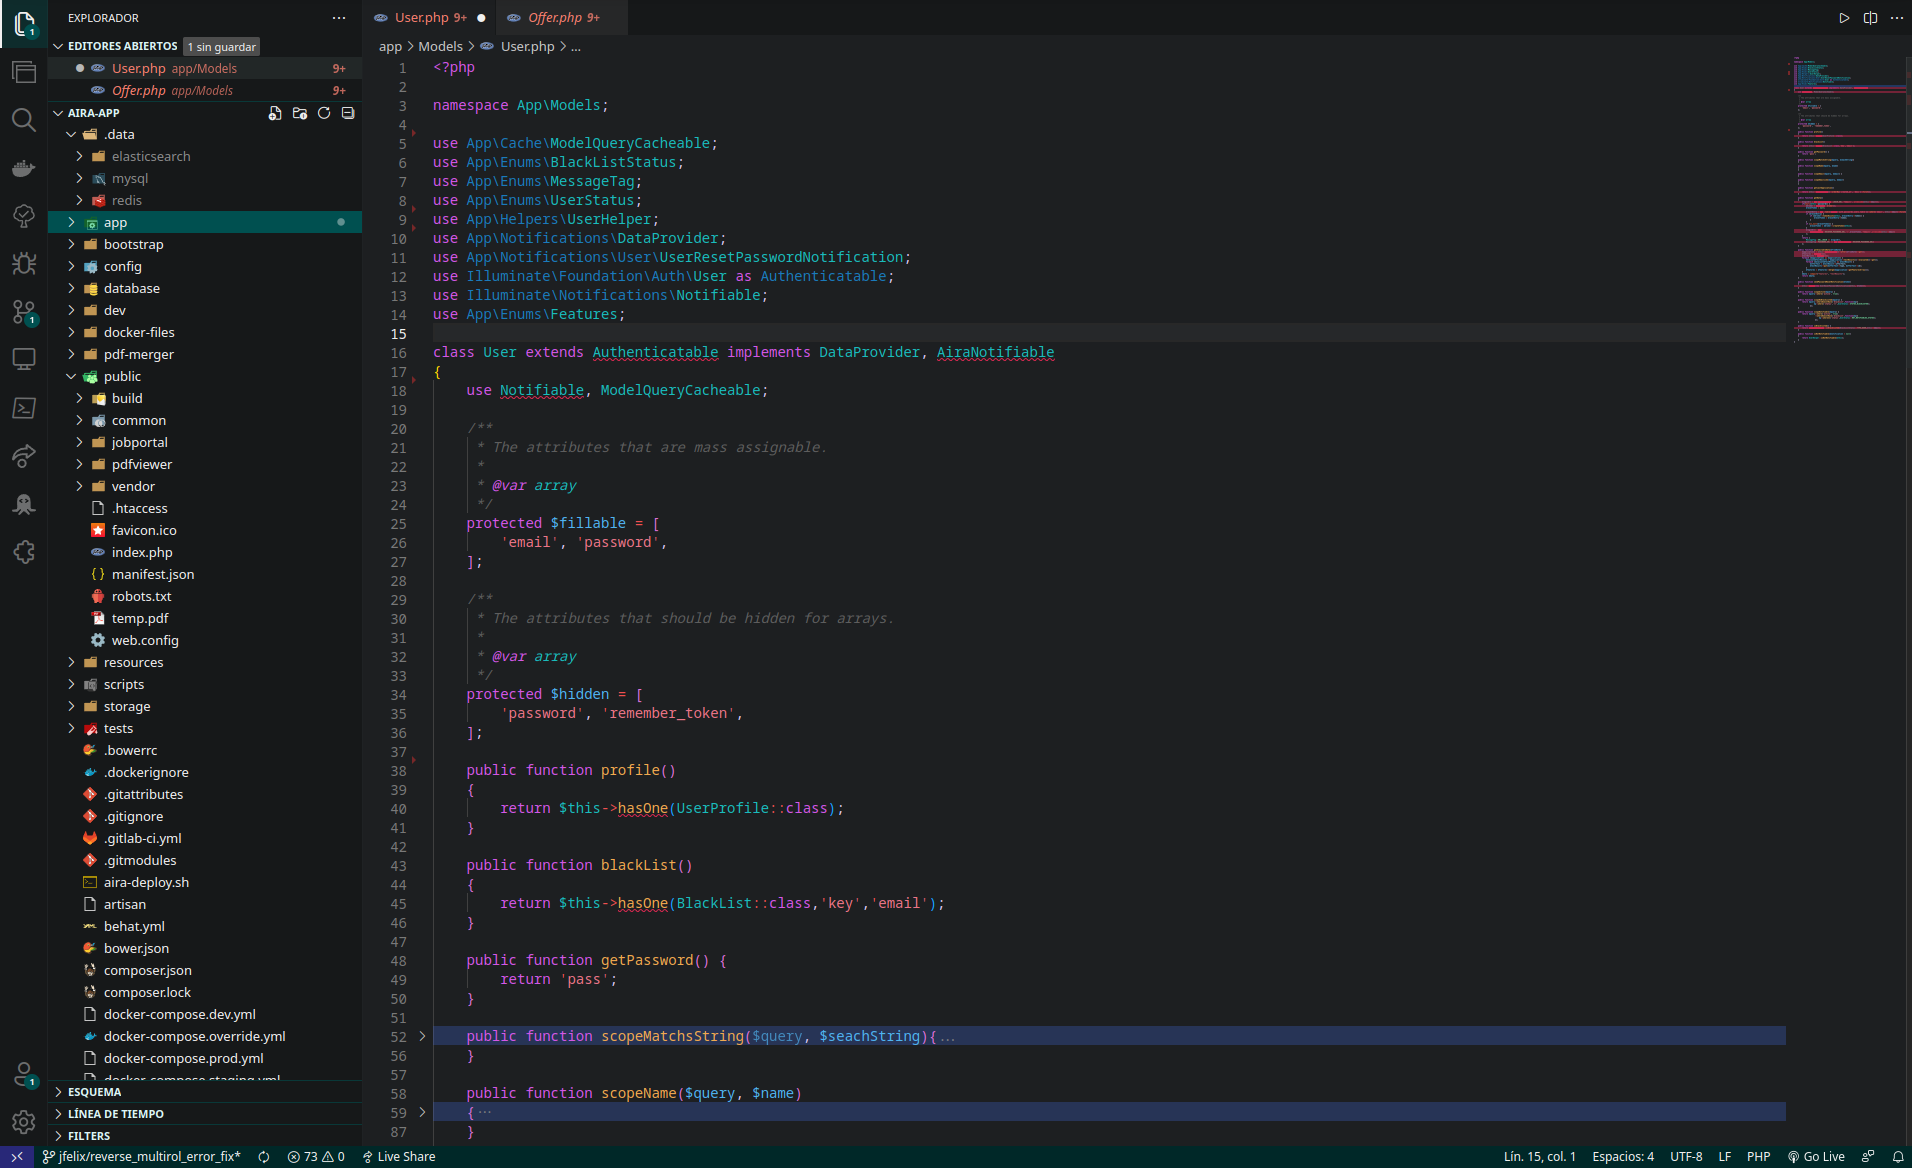 EXPLORADOR
EDITORES ABIERTOS 1 sin guardar
User.php app/Models 9+
Offer.php app/Models 9+
AIRA-APP
.data
elasticsearch
mysql
redis
app
bootstrap
config
database
dev
docker-files
pdf-merger
public
build
common
jobportal
pdfviewer
vendor
.htaccess
favicon.ico
index.php
manifest.json
robots.txt
temp.pdf
web.config
resources
scripts
storage
tests
.bowerrc
.dockerignore
.gitattributes
.gitignore
.gitlab-ci.yml
.gitmodules
aira-deploy.sh
artisan
behat.yml
bower.json
composer.json
composer.lock
docker-compose.dev.yml
docker-compose.override.yml
docker-compose.prod.yml
docker-compose.staging.yml
ESQUEMA
LÍNEA DE TIEMPO
FILTERS
User.php 9+ Offer.php 9+
app > Models > User.php > ...
1 <?php
2
3 namespace App\Models;
4
5 use App\Cache\ModelQueryCacheable;
6 use App\Enums\BlackListStatus;
7 use App\Enums\MessageTag;
8 use App\Enums\UserStatus;
9 use App\Helpers\UserHelper;
10 use App\Notifications\DataProvider;
11 use App\Notifications\User\UserResetPasswordNotification;
12 use Illuminate\Foundation\Auth\User as Authenticatable;
13 use Illuminate\Notifications\Notifiable;
14 use App\Enums\Features;
15
16 class User extends Authenticatable implements DataProvider, AiraNotifiable
17 {
18 use Notifiable, ModelQueryCacheable;
19
20 /**
21 * The attributes that are mass assignable.
22 *
23 * @var array
24 */
25 protected $fillable = [
26 'email', 'password',
27 ];
28
29 /**
30 * The attributes that should be hidden for arrays.
31 *
32 * @var array
33 */
34 protected $hidden = [
35 'password', 'remember_token',
36 ];
37
38 public function profile()
39 {
40 return $this->hasOne(UserProfile::class);
41 }
42
43 public function blackList()
44 {
45 return $this->hasOne(BlackList::class,'key','email');
46 }
47
48 public function getPassword() {
49 return 'pass';
50 }
51
52 public function scopeMatchsString($query, $seachString){...
56 }
57
58 public function scopeName($query, $name)
59 {...
87 }
1
1
1
jfelix/reverse_multirol_error_fix* 73 0 Live Share Lín. 15, col. 1 Espacios: 4 UTF-8 LF PHP Go Live